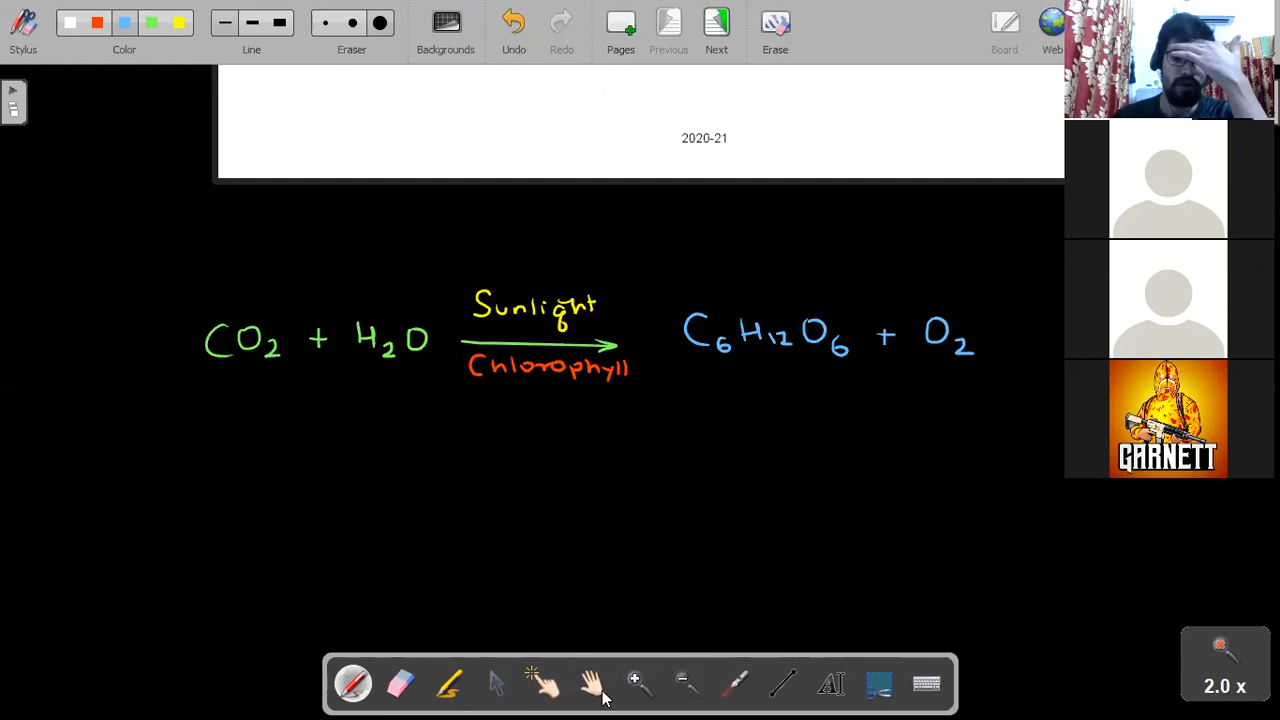 Stylus Color Line Eraser Backgrounds Undo Redo Pages Previous Next Erase Board Web
2020-21
Sunlight
CO₂ + H₂O → C₆H₁₂O₆ + O₂
Chlorophyll
GARNETT
AI
2.0 x